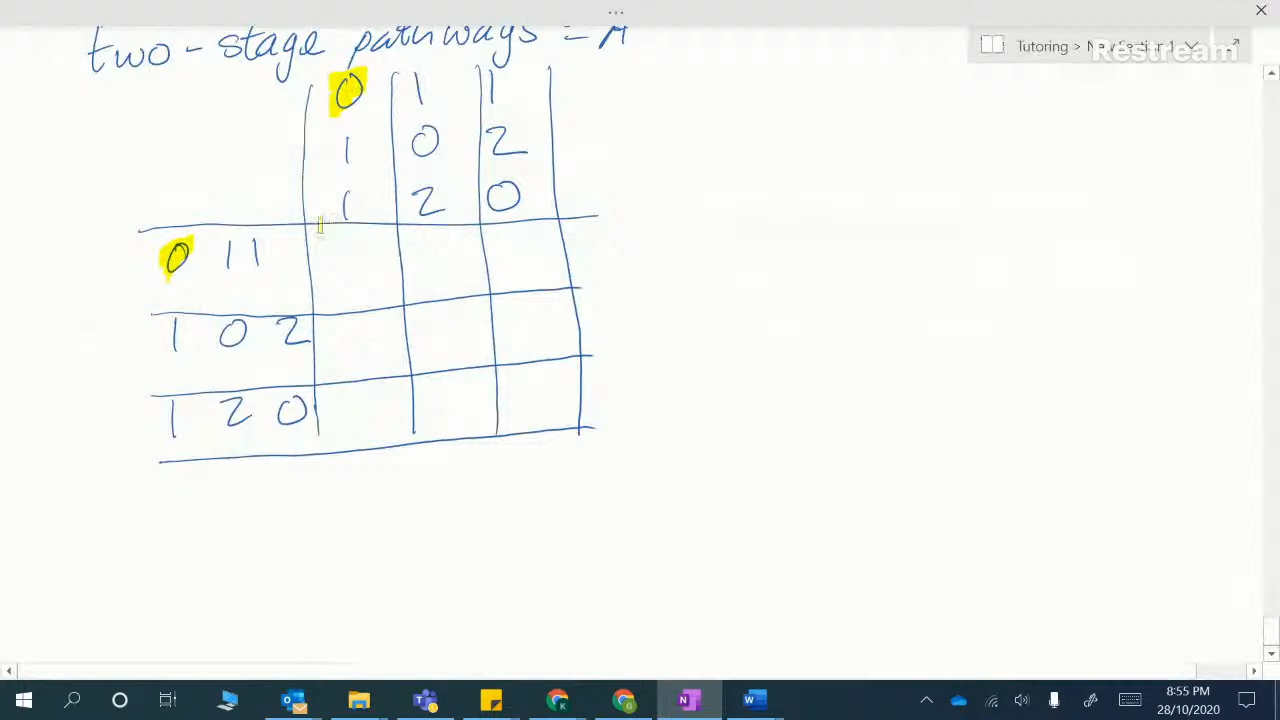 two-stage pathways = A
Tutoring > New Section 1
Restream
0 1 1
1 0 2
1 2 0
0 1 1
1 0 2
1 2 0
8:55 PM
28/10/2020